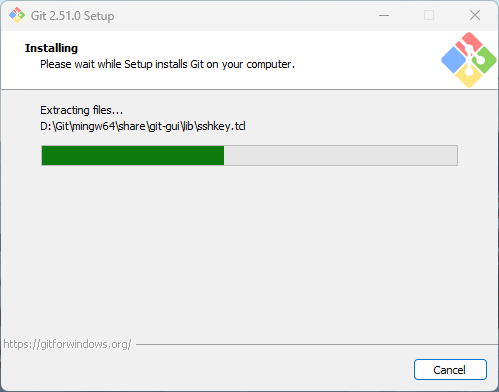 Git 2.51.0 Setup
Installing
Please wait while Setup installs Git on your computer.
Extracting files...
D:\Git\mingw64\share\git-gui\lib\sshkey.tcl
https://gitforwindows.org/
Cancel